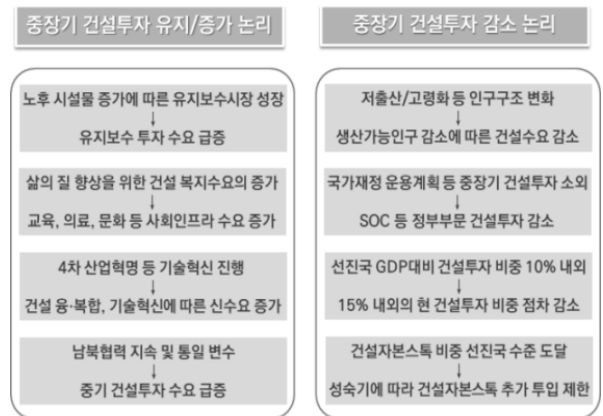 중장기 건설투자 유지/증가 논리
노후 시설물 증가에 따른 유지보수시장 성장
↓
유지보수 투자 수요 급증
삶의 질 향상을 위한 건설 복지수요의 증가
↓
교육, 의료, 문화 등 사회인프라 수요 증가
4차 산업혁명 등 기술혁신 진행
↓
건설 융·복합, 기술혁신에 따른 신수요 증가
남북협력 지속 및 통일 변수
↓
중기 건설투자 수요 급증
중장기 건설투자 감소 논리
저출산/고령화 등 인구구조 변화
↓
생산가능인구 감소에 따른 건설수요 감소
국가재정 운용계획 등 중장기 건설투자 소외
↓
SOC 등 정부부문 건설투자 감소
선진국 GDP대비 건설투자 비중 10% 내외
↓
15% 내외의 현 건설투자 비중 점차 감소
건설자본스톡 비중 선진국 수준 도달
↓
성숙기에 따라 건설자본스톡 추가 투입 제한